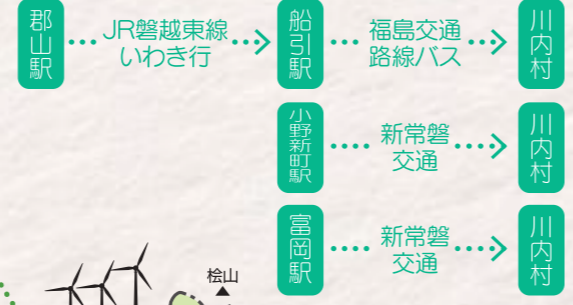 郡山駅
JR磐越東線
いわき行
船引駅
福島交通
路線バス
川内村
小野新町駅
新常磐
交通
川内村
富岡駅
新常磐
交通
川内村
桧山